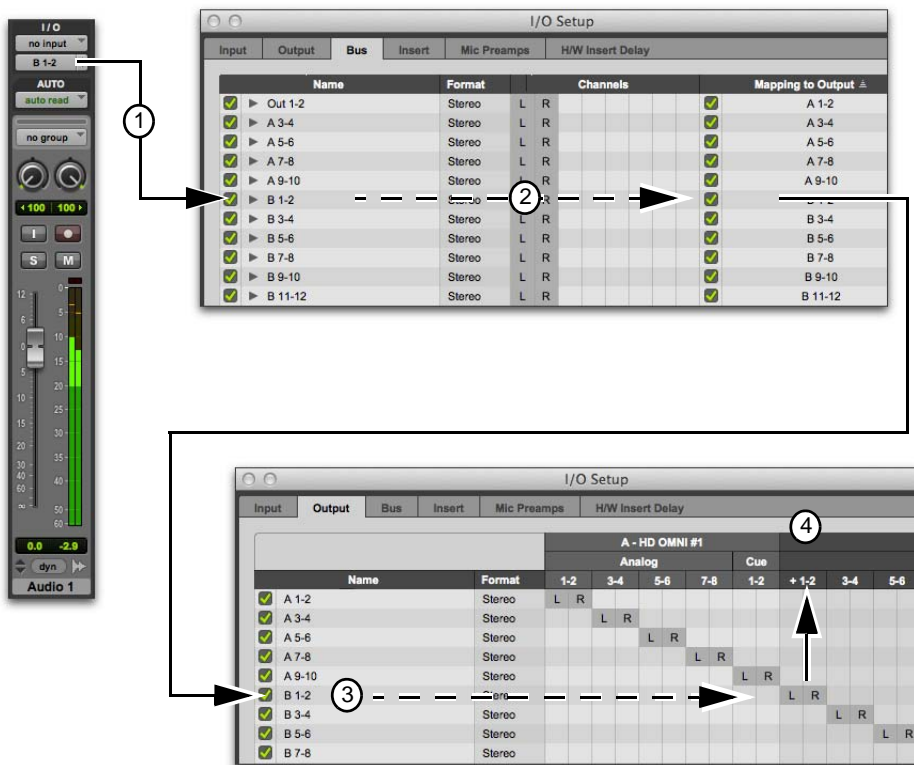 I/O
no input
B 1-2
AUTO
auto read
no group
100 100
I
S M
12 0
6 5
0 10
5 15
10 20
15 25
20 30
30 35
40 40
60
∞ 50
60
0.0 -2.9
dyn
Audio 1
1
I/O Setup
Input Output Bus Insert Mic Preamps H/W Insert Delay
Name Format Channels Mapping to Output
Out 1-2 Stereo L R A 1-2
A 3-4 Stereo L R A 3-4
A 5-6 Stereo L R A 5-6
A 7-8 Stereo L R A 7-8
A 9-10 Stereo L R A 9-10
B 1-2 2 R
B 3-4 Stereo L R B 3-4
B 5-6 Stereo L R B 5-6
B 7-8 Stereo L R B 7-8
B 9-10 Stereo L R B 9-10
B 11-12 Stereo L R B 11-12
I/O Setup
Input Output Bus Insert Mic Preamps H/W Insert Delay
4
A - HD OMNI #1
Analog Cue
Name Format 1-2 3-4 5-6 7-8 1-2 + 1-2 3-4 5-6
A 1-2 Stereo L R
A 3-4 Stereo L R
A 5-6 Stereo L R
A 7-8 Stereo L R
A 9-10 Stereo L R
B 1-2 3 L R
B 3-4 Stereo L R
B 5-6 Stereo L R
B 7-8 Stereo